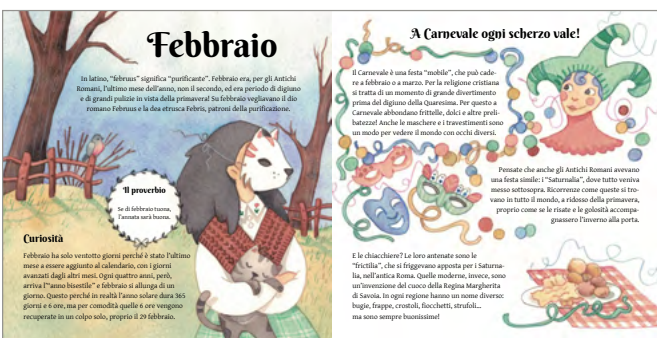 Febbraio
In latino, "februus" significa "purificante". Febbraio era, per gli Antichi
Romani, l'ultimo mese dell'anno, non il secondo, ed era periodo di digiuno
e di grandi pulizie in vista della primavera! Su febbraio vegliavano il dio
romano Februus e la dea etrusca Febris, patroni della purificazione.
Il proverbio
Se di febbraio tuona,
l'annata sarà buona.
Curiosità
Febbraio ha solo ventotto giorni perché è stato l'ultimo
mese a essere aggiunto al calendario, con i giorni
avanzati dagli altri mesi. Ogni quattro anni, però,
arriva l'"anno bisestile" e febbraio si allunga di un
giorno. Questo perché in realtà l'anno solare dura 365
giorni e 6 ore, ma per comodità quelle 6 ore vengono
recuperate in un colpo solo, proprio il 29 febbraio.
A Carnevale ogni scherzo vale!
Il Carnevale è una festa "mobile", che può cade-
re a febbraio o a marzo. Per la religione cristiana
si tratta di un momento di grande divertimento
prima del digiuno della Quaresima. Per questo a
Carnevale abbondano frittelle, dolci e altre preli-
batezze! Anche le maschere e i travestimenti sono
un modo per vedere il mondo con occhi diversi.
Pensate che anche gli Antichi Romani avevano
una festa simile: i "Saturnalia", dove tutto veniva
messo sottosopra. Ricorrenze come queste si tro-
vano in tutto il mondo, a ridosso della primavera,
proprio come se le risate e le golosità accompa-
gnassero l'inverno alla porta.
E le chiacchiere? Le loro antenate sono le
"frictilia", che si friggevano apposta per i Saturna-
lia, nell'antica Roma. Quelle moderne, invece, sono
un'invenzione del cuoco della Regina Margherita
di Savoia. In ogni regione hanno un nome diverso:
bugie, frappe, crostoli, fiocchetti, strufoli...
ma sono sempre buonissime!